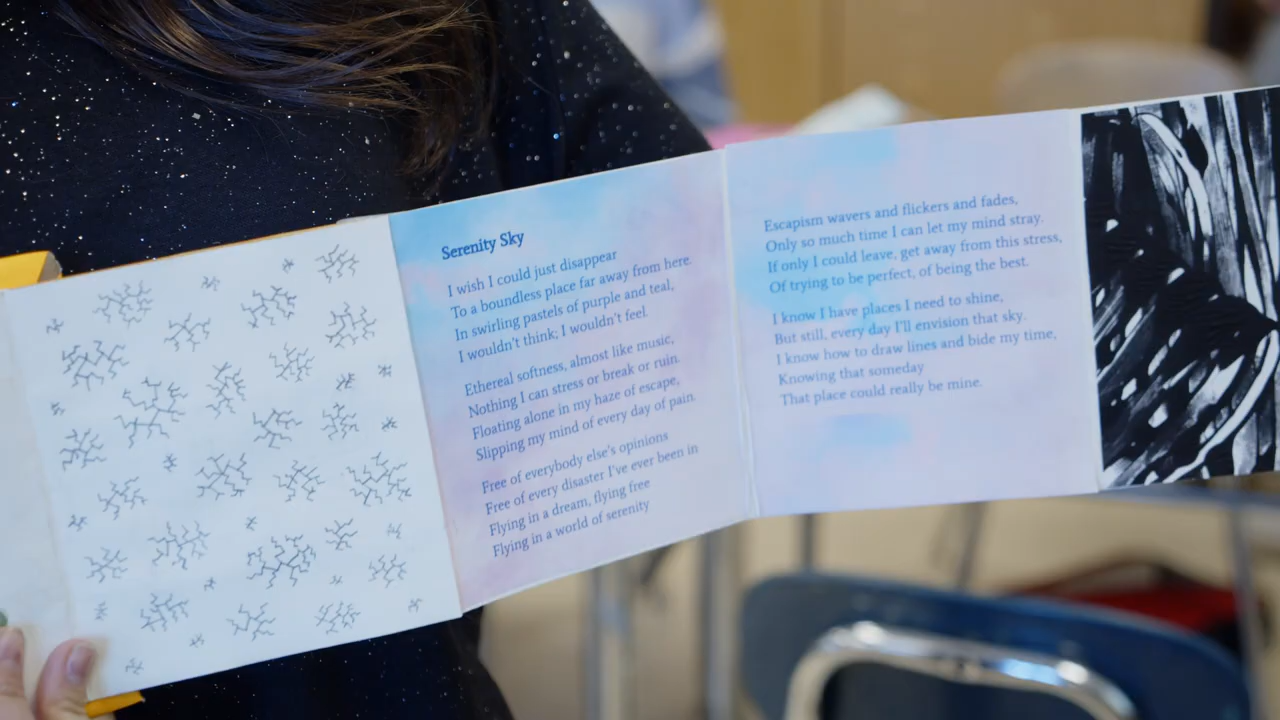 Serenity Sky
I wish I could just disappear
To a boundless place far away from here.
In swirling pastels of purple and teal,
I wouldn't think; I wouldn't feel.
Ethereal softness, almost like music,
Nothing I can stress or break or ruin.
Floating alone in my haze of escape,
Slipping my mind of every day of pain.
Free of everybody else's opinions
Free of every disaster I've ever been in
Flying in a dream, flying free
Flying in a world of serenity
Escapism wavers and flickers and fades,
Only so much time I can let my mind stray.
If only I could leave, get away from this stress,
Of trying to be perfect, of being the best.
I know I have places I need to shine,
But still, every day I'll envision that sky.
I know how to draw lines and bide my time,
Knowing that someday
That place could really be mine.